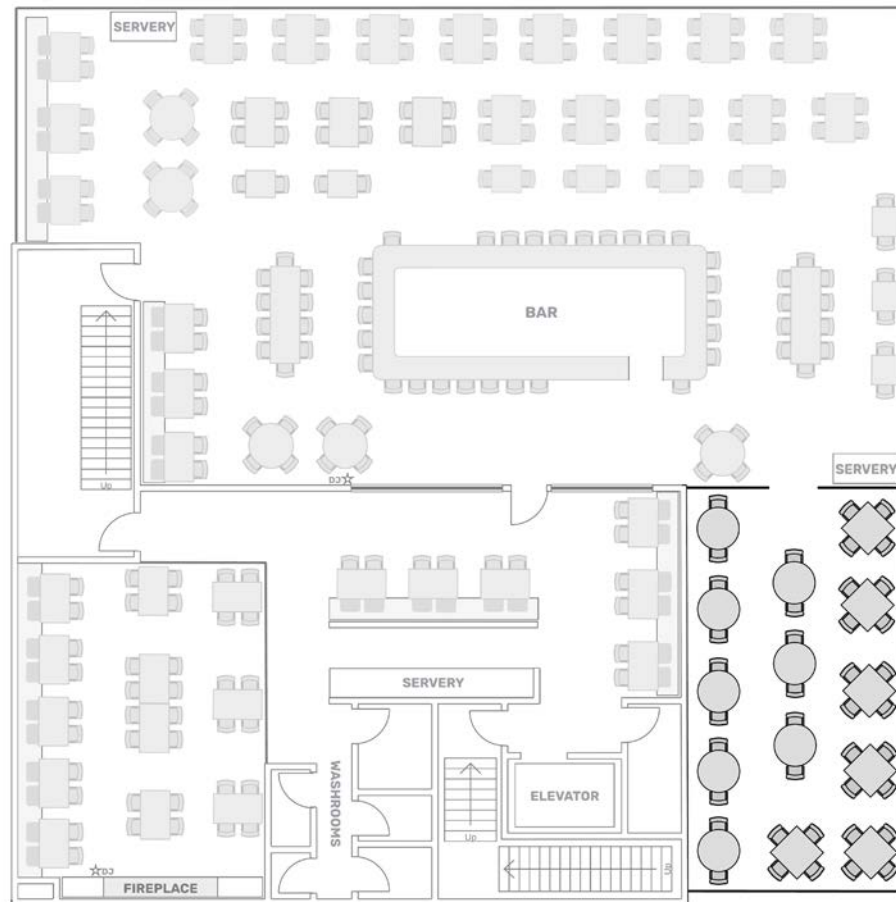 SERVERY
BAR
Up
DJ
SERVERY
SERVERY
WASHROOMS
ELEVATOR
Up
Up
DJ
FIREPLACE